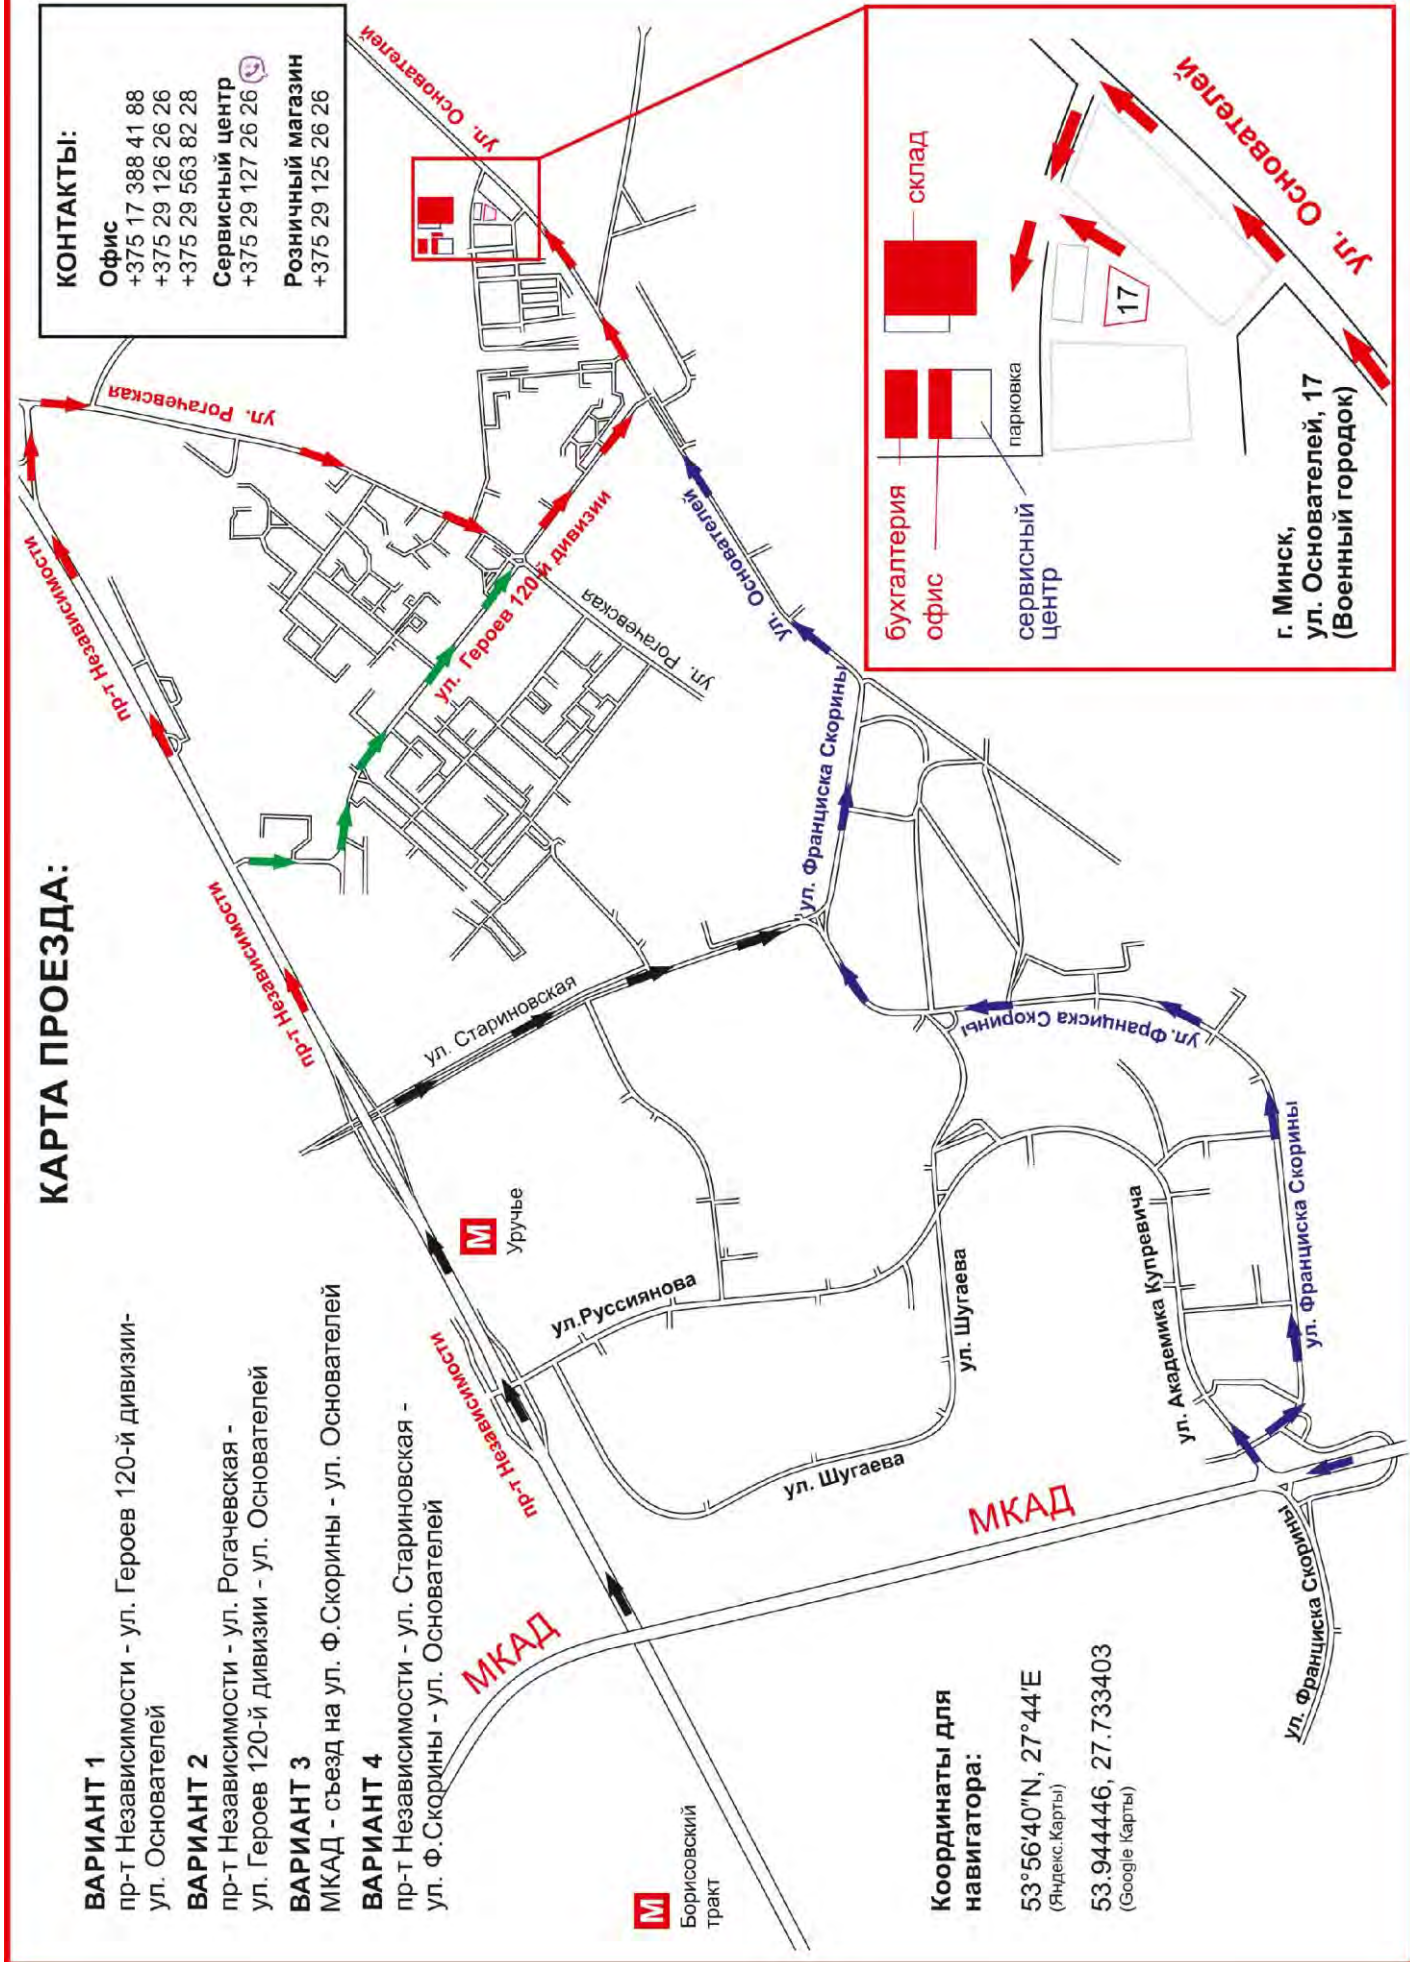 КАРТА ПРОЕЗДА:
ВАРИАНТ 1
пр-т Независимости - ул. Героев 120-й дивизии-
ул. Основателей
ВАРИАНТ 2
пр-т Независимости - ул. Рогачевская -
ул. Героев 120-й дивизии - ул. Основателей
ВАРИАНТ 3
МКАД - съезд на ул. Ф.Скорины - ул. Основателей
ВАРИАНТ 4
пр-т Независимости - ул. Стариновская -
ул. Ф.Скорины - ул. Основателей
КОНТАКТЫ:
Офис
+375 17 388 41 88
+375 29 126 26 26
+375 29 563 82 28
Сервисный центр
+375 29 127 26 26
Розничный магазин
+375 29 125 26 26
пр-т Независимости
пр-т Независимости
пр-т Независимости
пр-т Независимости
ул. Рогачевская
ул. Основателей
ул. Героев 120-й дивизии
ул. Рогачевская
ул. Стариновская
ул. Основателей
ул. Франциска Скорины
М
Уручье
ул.Руссиянова
ул. Шугаева
ул. Шугаева
ул. Франциска Скорины
ул. Академика Купревича
ул. Франциска Скорины
МКАД
МКАД
ул. Франциска Скорины
М
Борисовский
тракт
Координаты для
навигатора:
53°56'40"N, 27°44'E
(Яндекс.Карты)
53.944446, 27.733403
(Google Карты)
бухгалтерия
офис
склад
сервисный
центр
парковка
17
ул. Основателей
ул. Основателей
г. Минск,
ул. Основателей, 17
(Военный городок)